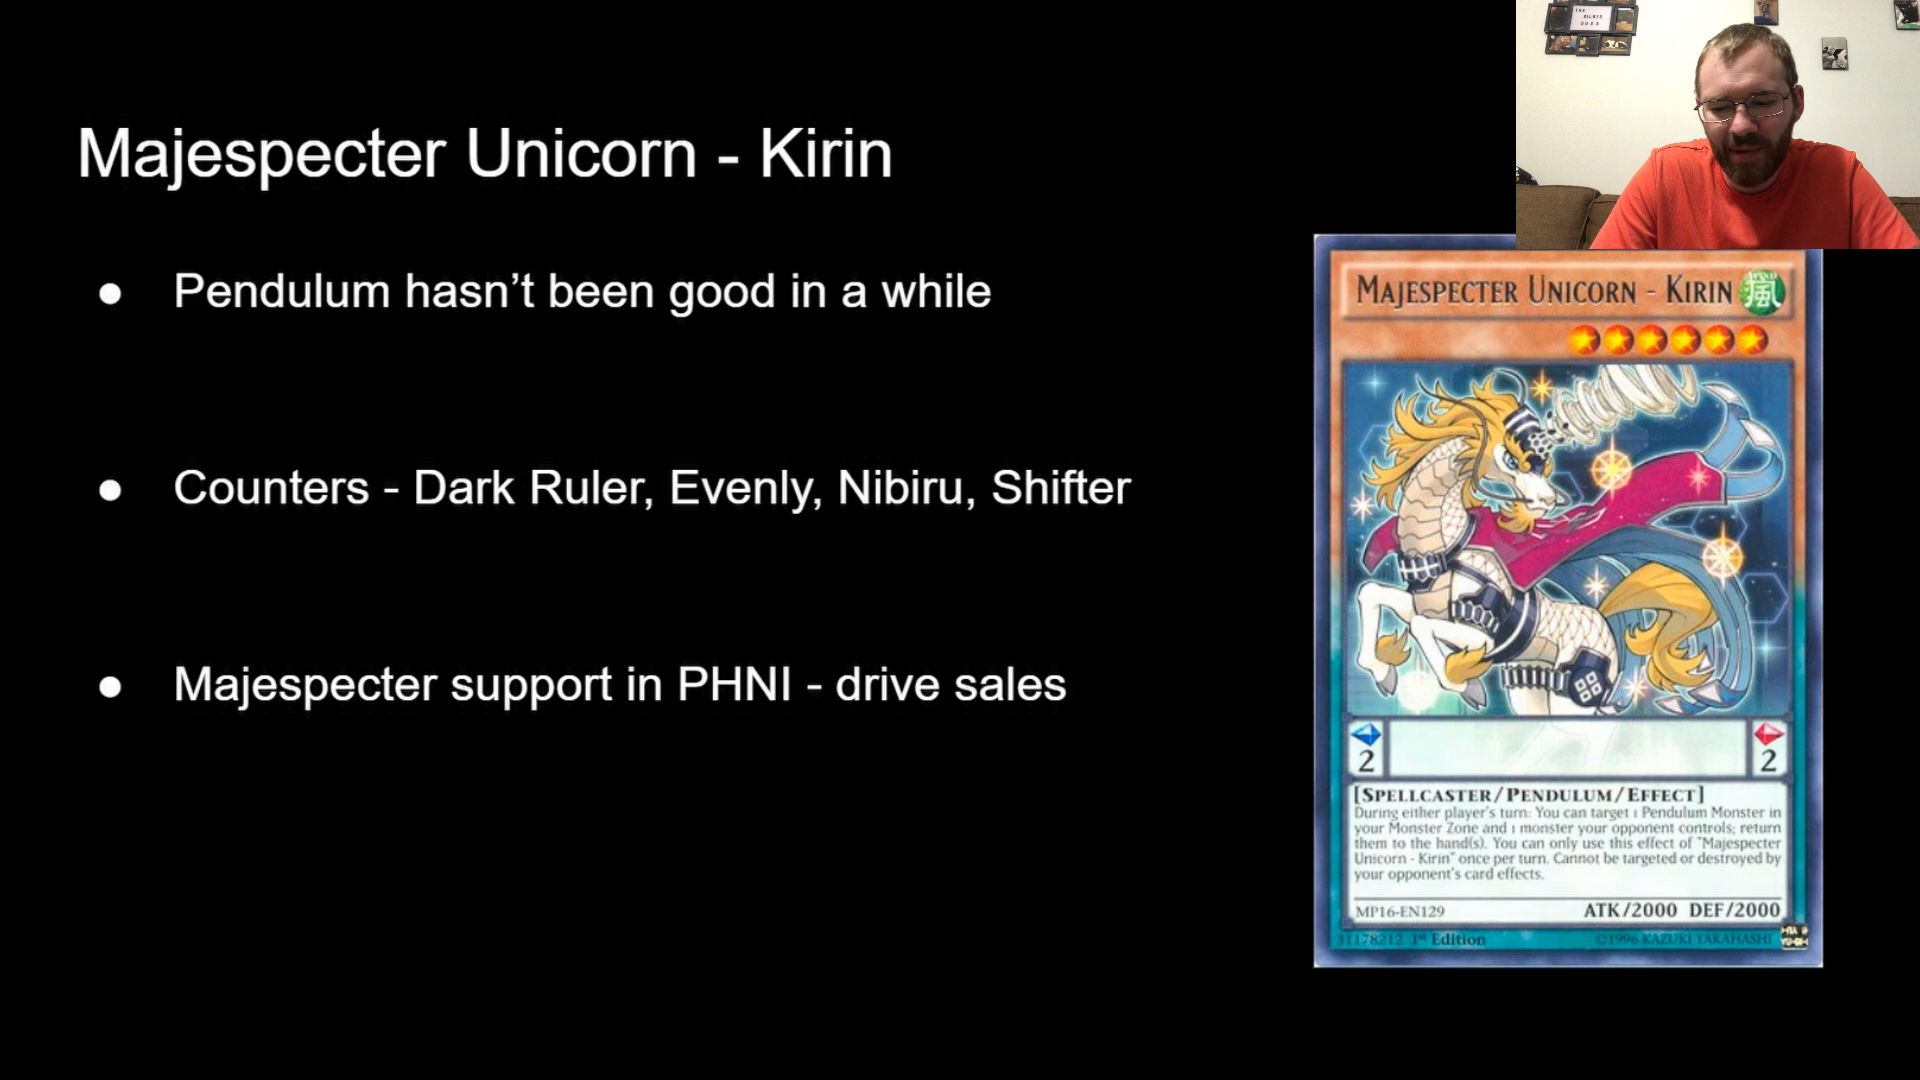 Majespecter Unicorn - Kirin
● Pendulum hasn't been good in a while
● Counters - Dark Ruler, Evenly, Nibiru, Shifter
● Majespecter support in PHNI - drive sales
MAJESPECTER UNICORN - KIRIN
WIND
風
2
2
[SPELLCASTER/PENDULUM/EFFECT]
During either player's turn: You can target 1 Pendulum Monster in
your Monster Zone and 1 monster your opponent controls; return
them to the hand(s). You can only use this effect of "Majespecter
Unicorn - Kirin" once per turn. Cannot be targeted or destroyed by
your opponent's card effects.
MP16-EN129
ATK/2000 DEF/2000
31178212 1st Edition
©1996 KAZUKI TAKAHASHI